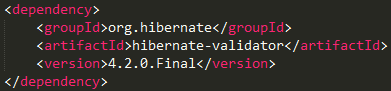 <dependency>
    <groupId>org.hibernate</groupId>
    <artifactId>hibernate-validator</artifactId>
    <version>4.2.0.Final</version>
</dependency>